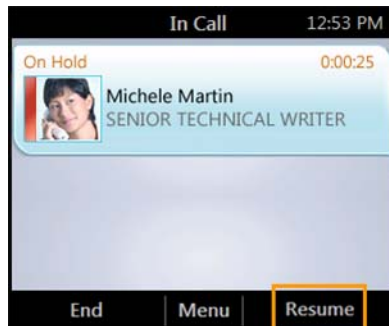 In Call 12:53 PM
On Hold 0:00:25
Michele Martin
SENIOR TECHNICAL WRITER
End Menu Resume